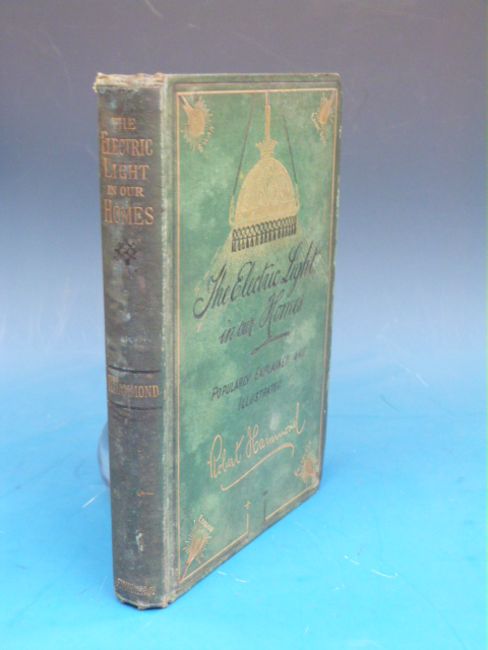 THE
ELECTRIC
LIGHT
IN OUR
HOMES
HAMMOND
The Electric Light
in our Homes
POPULARLY EXPLAINED AND
ILLUSTRATED
Robert Hammond